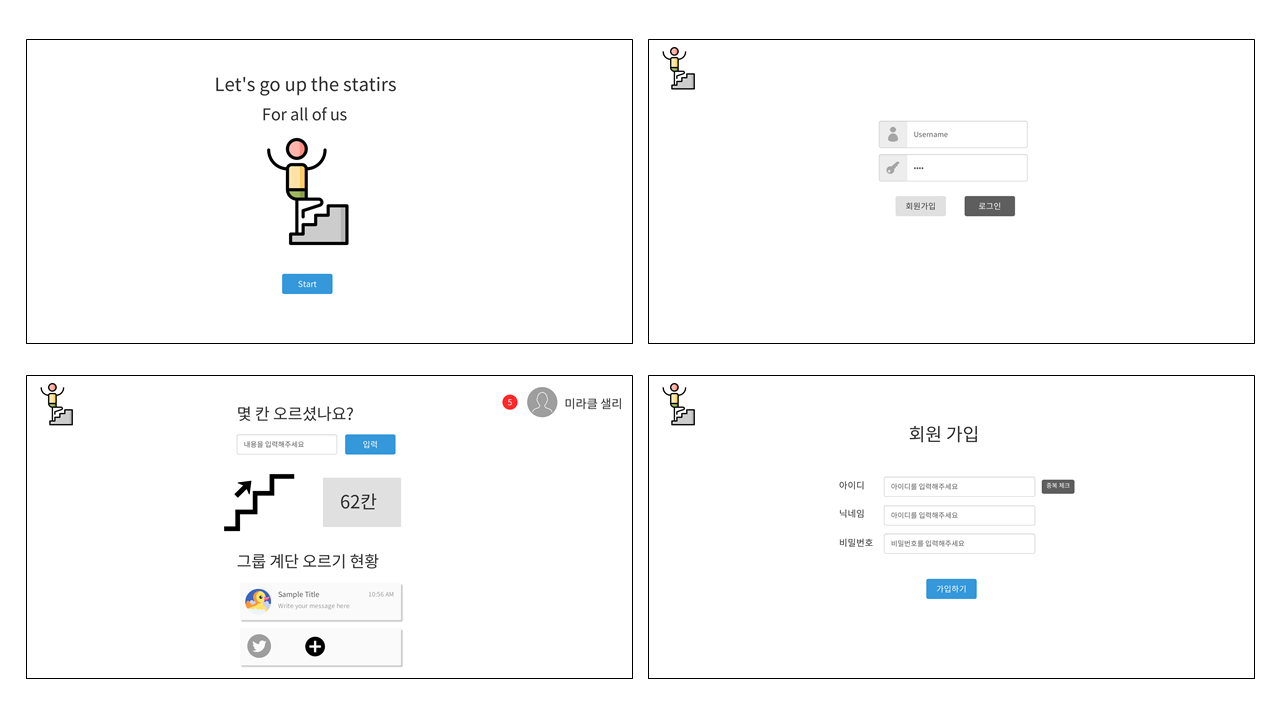 Let's go up the statirs
For all of us
Start
Username
••••
회원가입
로그인
5
미라클 샐리
몇 칸 오르셨나요?
내용을 입력해주세요
입력
62칸
그룹 계단 오르기 현황
Sample Title
10:56 AM
Write your message here
회원 가입
아이디
아이디를 입력해주세요
중복 체크
닉네임
아이디를 입력해주세요
비밀번호
비밀번호를 입력해주세요
가입하기